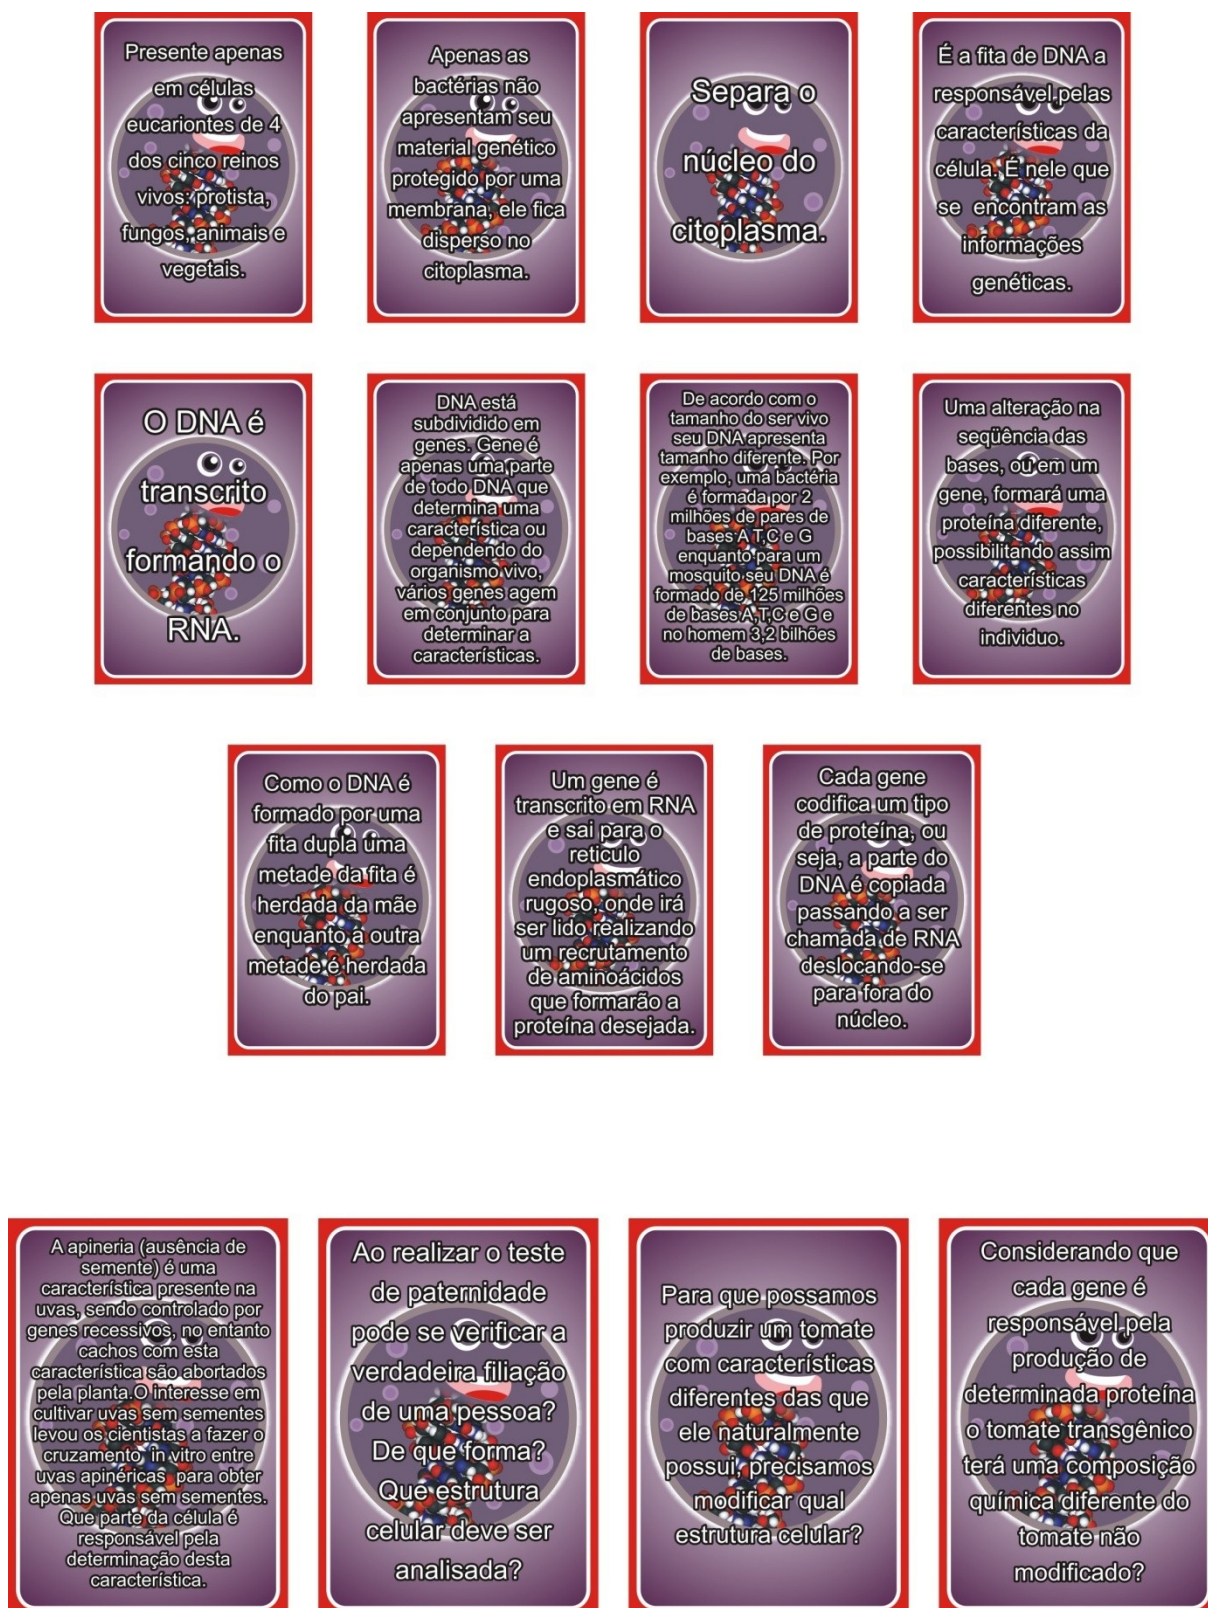 Presente apenas
em células
eucariontes de 4
dos cinco reinos
vivos: protista,
fungos, animais e
vegetais.
Apenas as
bactérias não
apresentam seu
material genético
protegido por uma
membrana, ele fica
disperso no
citoplasma.
Separa o
núcleo do
citoplasma.
É a fita de DNA a
responsável pelas
características da
célula. É nele que
se encontram as
informações
genéticas.
O DNA é
transcrito
formando o
RNA.
DNA está
subdividido em
genes. Gene é
apenas uma parte
de todo DNA que
determina uma
característica ou
dependendo do
organismo vivo,
vários genes agem
em conjunto para
determinar a
características.
De acordo com o
tamanho do ser vivo
seu DNA apresenta
tamanho diferente. Por
exemplo, uma bactéria
é formada por 2
milhões de pares de
bases A T,C e G
enquanto para um
mosquito seu DNA é
formado de 125 milhões
de bases A,T,C e G e
no homem 3,2 bilhões
de bases.
Uma alteração na
seqüência das
bases, ou em um
gene, formará uma
proteína diferente,
possibilitando assim
características
diferentes no
individuo.
Como o DNA é
formado por uma
fita dupla uma
metade da fita é
herdada da mãe
enquanto a outra
metade é herdada
do pai.
Um gene é
transcrito em RNA
e sai para o
reticulo
endoplasmático
rugoso, onde irá
ser lido realizando
um recrutamento
de aminoácidos
que formarão a
proteína desejada.
Cada gene
codifica um tipo
de proteína, ou
seja, a parte do
DNA é copiada
passando a ser
chamada de RNA
deslocando-se
para fora do
núcleo.
A apineria (ausência de
semente) é uma
característica presente na
uvas, sendo controlado por
genes recessivos, no entanto
cachos com esta
característica são abortados
pela planta.O interesse em
cultivar uvas sem sementes
levou os cientistas a fazer o
cruzamento in vitro entre
uvas apinéricas para obter
apenas uvas sem sementes.
Que parte da célula é
responsável pela
determinação desta
característica.
Ao realizar o teste
de paternidade
pode se verificar a
verdadeira filiação
de uma pessoa?
De que forma?
Que estrutura
celular deve ser
analisada?
Para que possamos
produzir um tomate
com características
diferentes das que
ele naturalmente
possui, precisamos
modificar qual
estrutura celular?
Considerando que
cada gene é
responsável pela
produção de
determinada proteína
o tomate transgênico
terá uma composição
química diferente do
tomate não
modificado?